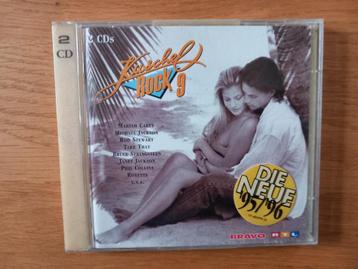 2 CD
2 CDs
Kuschel
Rock 9
Mariah Carey
Michael Jackson
Rod Stewart
Take That
Bruce Springsteen
Janet Jackson
Phil Collins
Roxette
u.v.a.
DIE
NEUE
'95/'96
BRAVO RTL